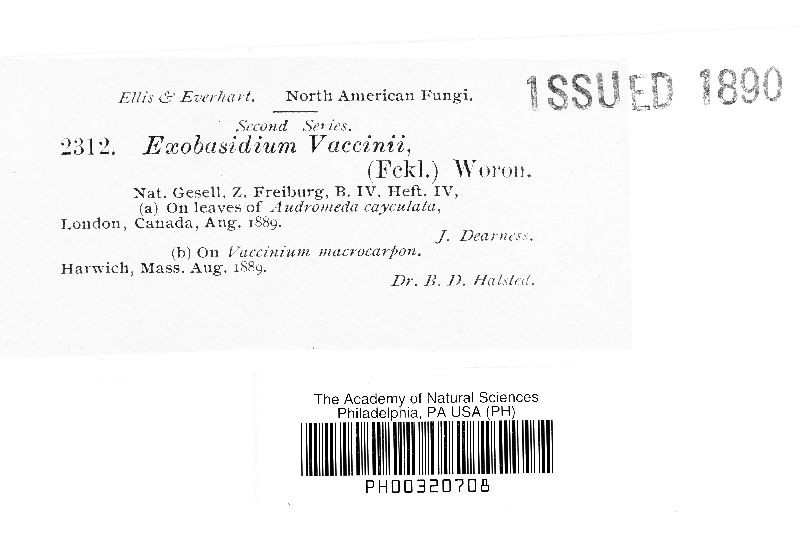 Ellis & Everhart. North American Fungi.
ISSUED 1890
Second Series.
2312. Exobasidium Vaccinii,
(Fckl.) Woron.
Nat. Gesell. Z. Freiburg, B. IV. Heft. IV,
(a) On leaves of Audromeda cayculata,
London, Canada, Aug. 1889.
J. Dearness.
(b) On Vaccinium macrocarpon.
Harwich, Mass. Aug. 1889.
Dr. B. D. Halsted.
The Academy of Natural Sciences
Philadelphia, PA USA (PH)
PH00320708